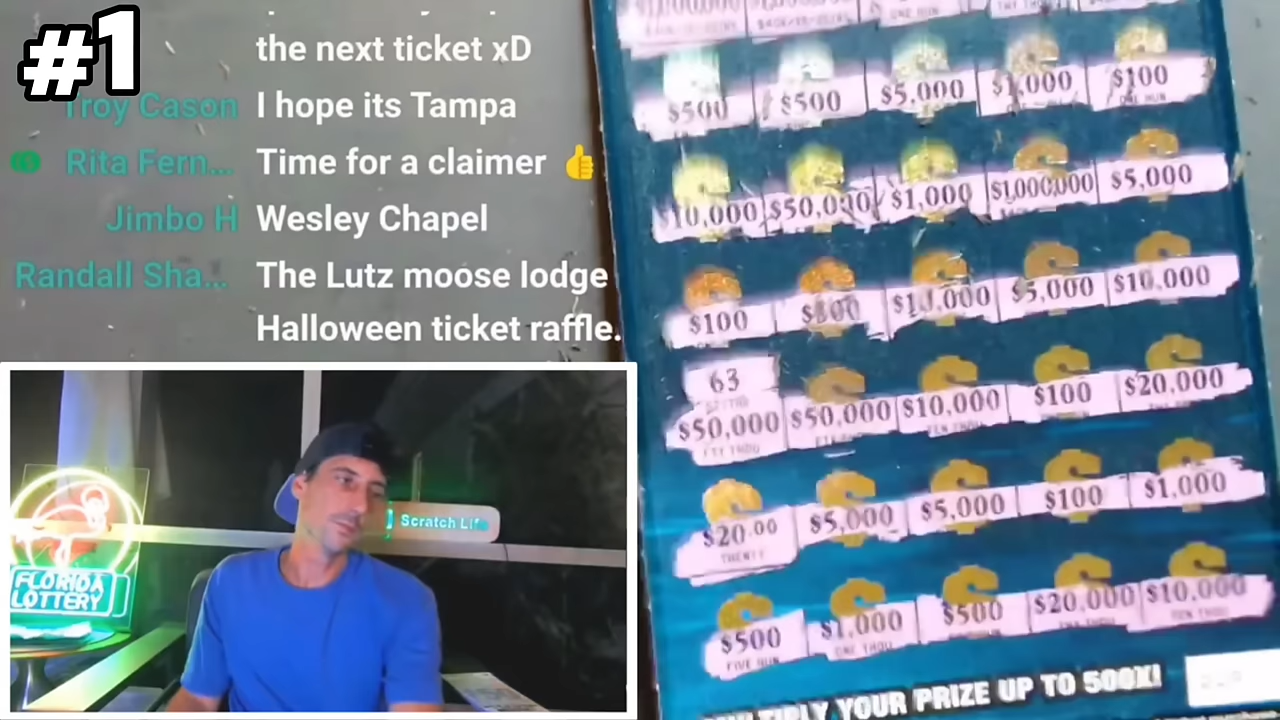 #1
the next ticket xD
Troy Cason I hope its Tampa
Rita Fern... Time for a claimer 👍
Jimbo H Wesley Chapel
Randall Sha... The Lutz moose lodge
Halloween ticket raffle.
Scratch Life
FLORIDA
LOTTERY
$500 $500 $5,000 $1,000 $100
$10,000 $50,000 $1,000 $1,000,000 $5,000
$100 $10,000 $5,000 $10,000
63
$50,000 $50,000 $10,000 $100 $20,000
$20.00 $5,000 $5,000 $100 $1,000
TWENTY
$500 $1,000 $500 $20,000 $10,000
FIVE HUN ONE THOU TEN THOU
MULTIPLY YOUR PRIZE UP TO 500X!